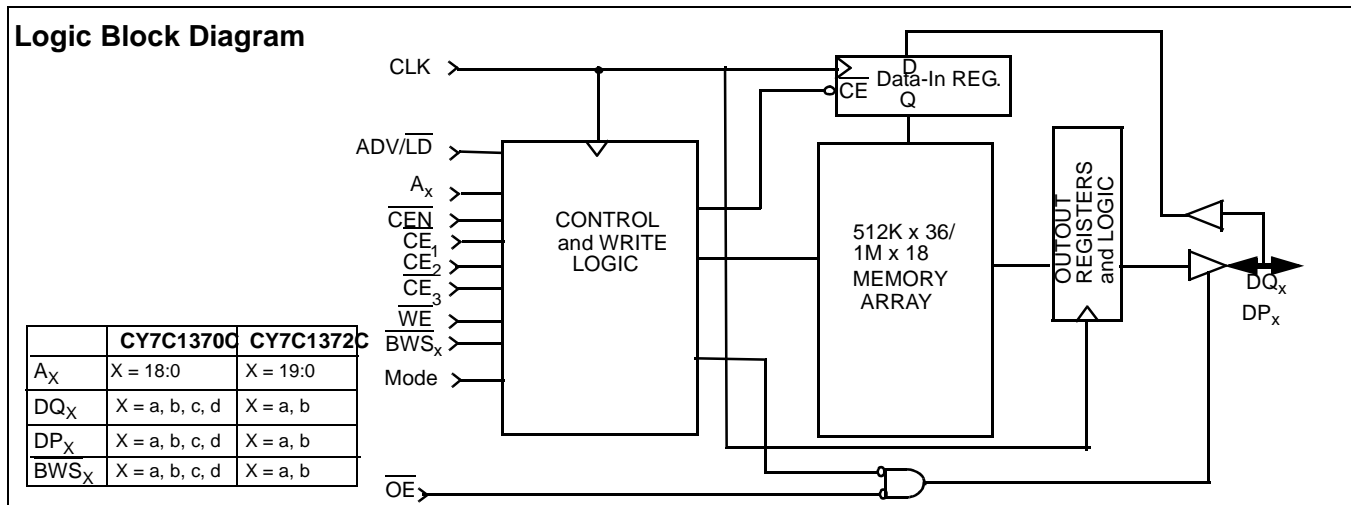 Logic Block Diagram
CLK
D
CE Data-In REG.
Q
ADV/LD
Ax
CEN
CE1
CE2
CE3
WE
BWSx
Mode
OE
CONTROL
and WRITE
LOGIC
512K x 36/
1M x 18
MEMORY
ARRAY
OUTOUT
REGISTERS
and LOGIC
DQx
DPx
CY7C1370C CY7C1372C
AX X = 18:0 X = 19:0
DQX X = a, b, c, d X = a, b
DPX X = a, b, c, d X = a, b
BWSX X = a, b, c, d X = a, b